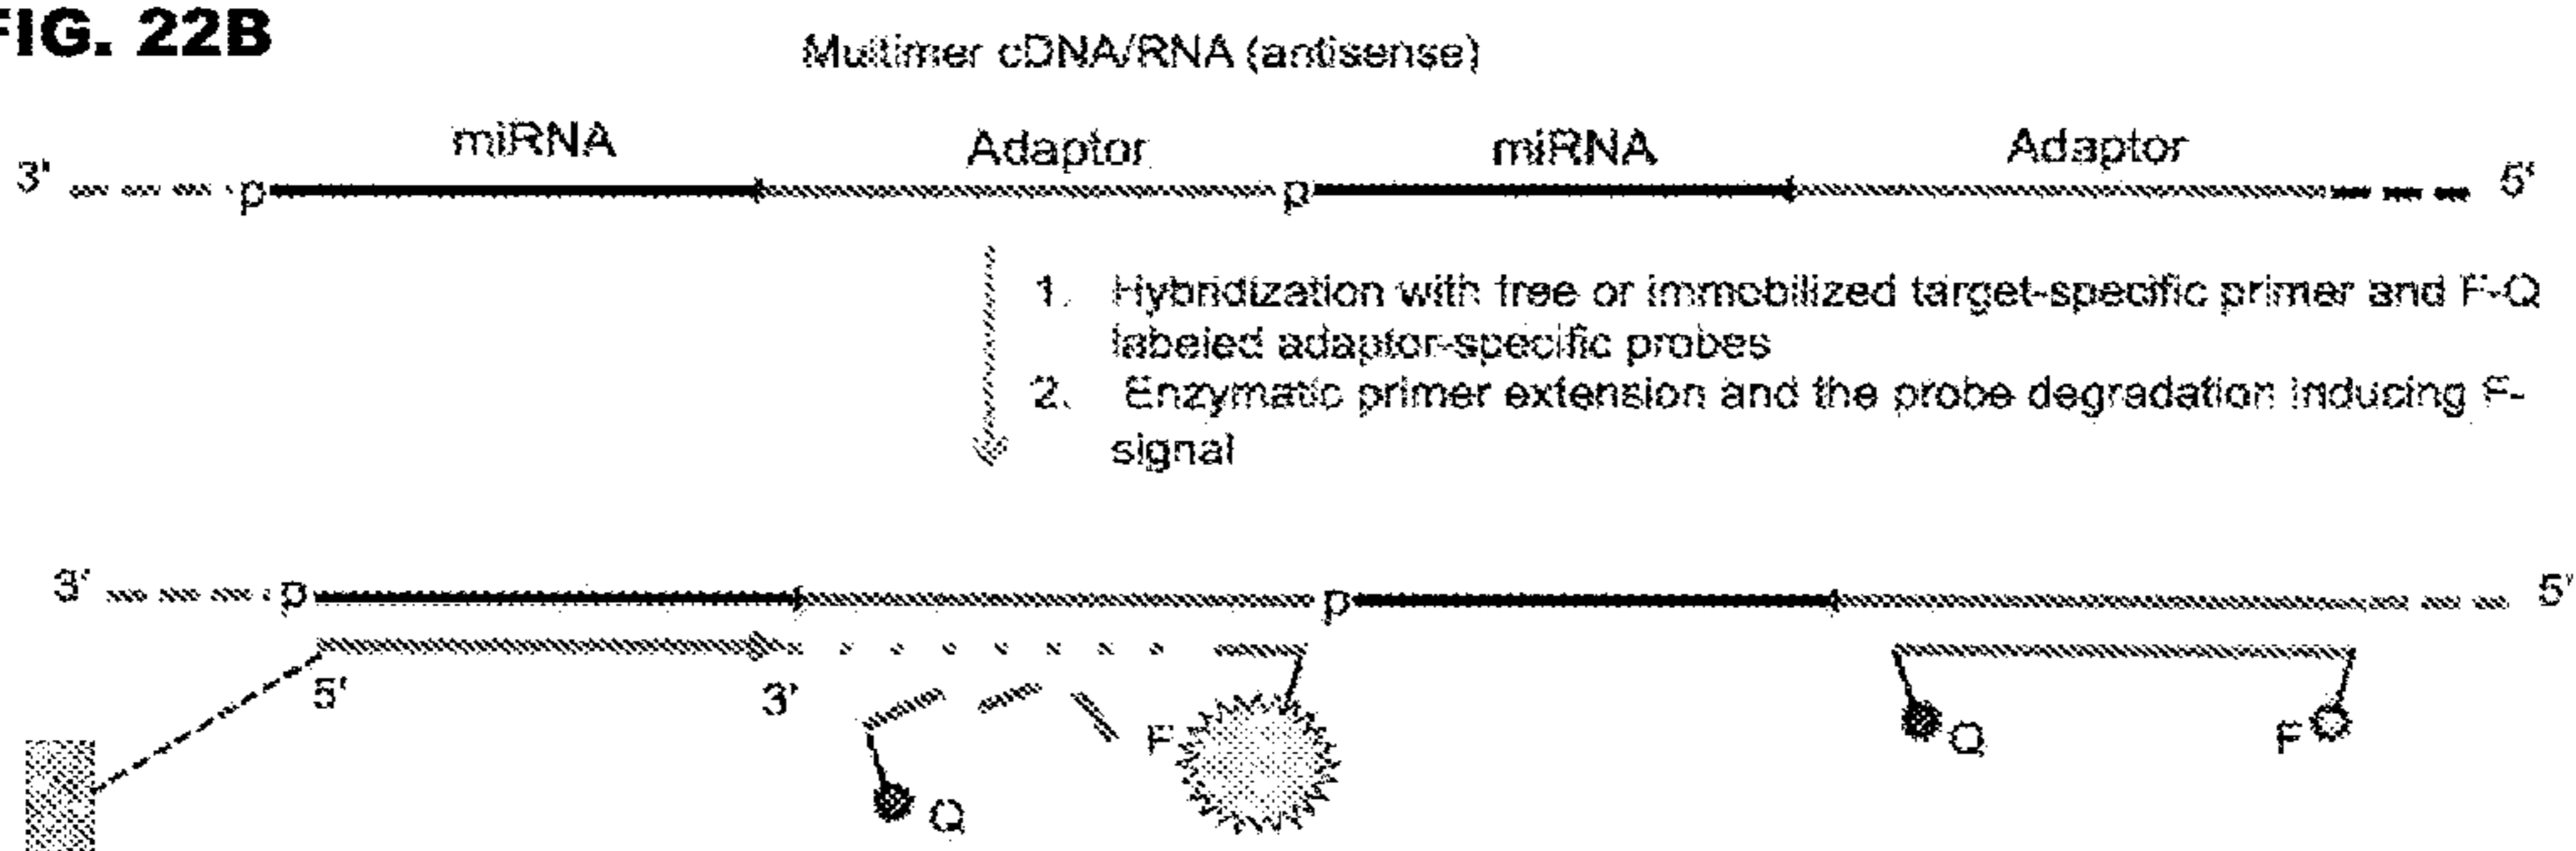 FIG. 22B
Multimer cDNA/RNA (antisense)
miRNA Adaptor miRNA Adaptor
3' p p 5'
1. Hybridization with free or immobilized target-specific primer and F-Q
labeled adaptor-specific probes
2. Enzymatic primer extension and the probe degradation inducing F-
signal
3' p p 5'
5' 3' F Q F
Q